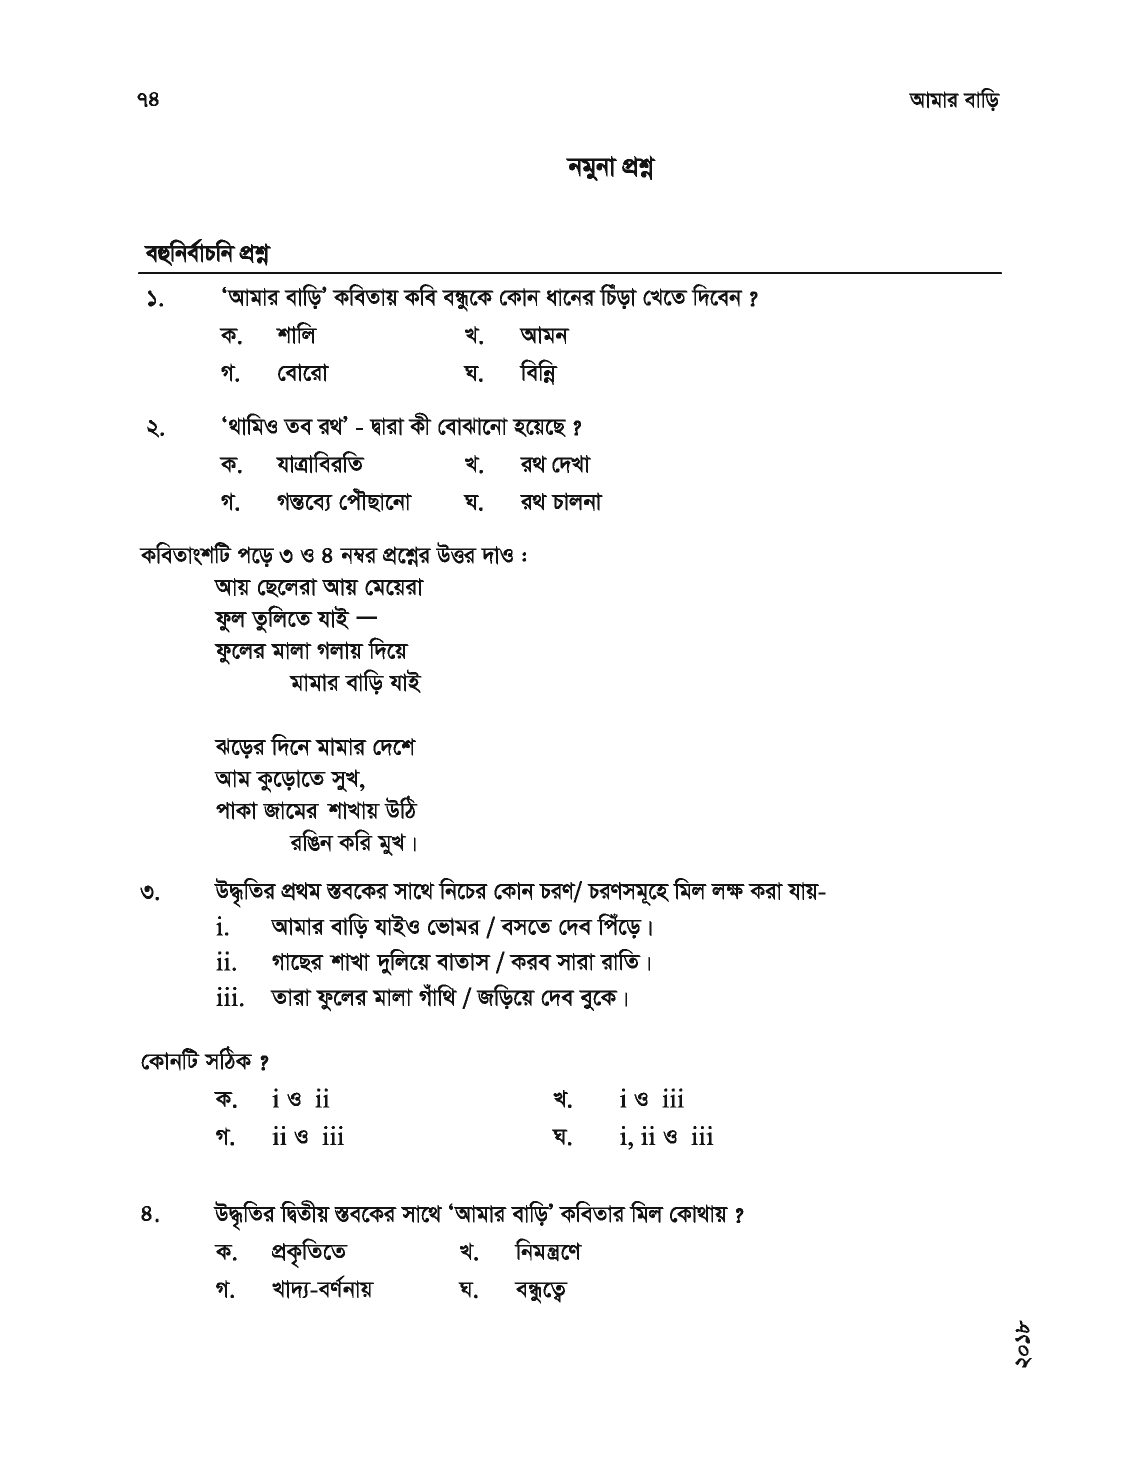 ৭৪ আমার বাড়ি
নমুনা প্রশ্ন
বহুনির্বাচনি প্রশ্ন
১. ‘আমার বাড়ি’ কবিতায় কবি বন্ধুকে কোন ধানের চিঁড়া খেতে দিবেন ?
ক. শালি খ. আমন
গ. বোরো ঘ. বিন্নি
২. ‘থামিও তব রথ’ - দ্বারা কী বোঝানো হয়েছে ?
ক. যাত্রাবিরতি খ. রথ দেখা
গ. গন্তব্যে পৌঁছানো ঘ. রথ চালনা
কবিতাংশটি পড়ে ৩ ও ৪ নম্বর প্রশ্নের উত্তর দাও :
আয় ছেলেরা আয় মেয়েরা
ফুল তুলিতে যাই —
ফুলের মালা গলায় দিয়ে
মামার বাড়ি যাই
ঝড়ের দিনে মামার দেশে
আম কুড়োতে সুখ,
পাকা জামের শাখায় উঠি
রঙিন করি মুখ।
৩. উদ্ধৃতির প্রথম স্তবকের সাথে নিচের কোন চরণ/ চরণসমূহে মিল লক্ষ করা যায়-
i. আমার বাড়ি যাইও ভোমর / বসতে দেব পিঁড়ে।
ii. গাছের শাখা দুলিয়ে বাতাস / করব সারা রাতি।
iii. তারা ফুলের মালা গাঁথি / জড়িয়ে দেব বুকে।
কোনটি সঠিক ?
ক. i ও ii খ. i ও iii
গ. ii ও iii ঘ. i, ii ও iii
৪. উদ্ধৃতির দ্বিতীয় স্তবকের সাথে ‘আমার বাড়ি’ কবিতার মিল কোথায় ?
ক. প্রকৃতিতে খ. নিমন্ত্রণে
গ. খাদ্য-বর্ণনায় ঘ. বন্ধুত্বে
২০১৮